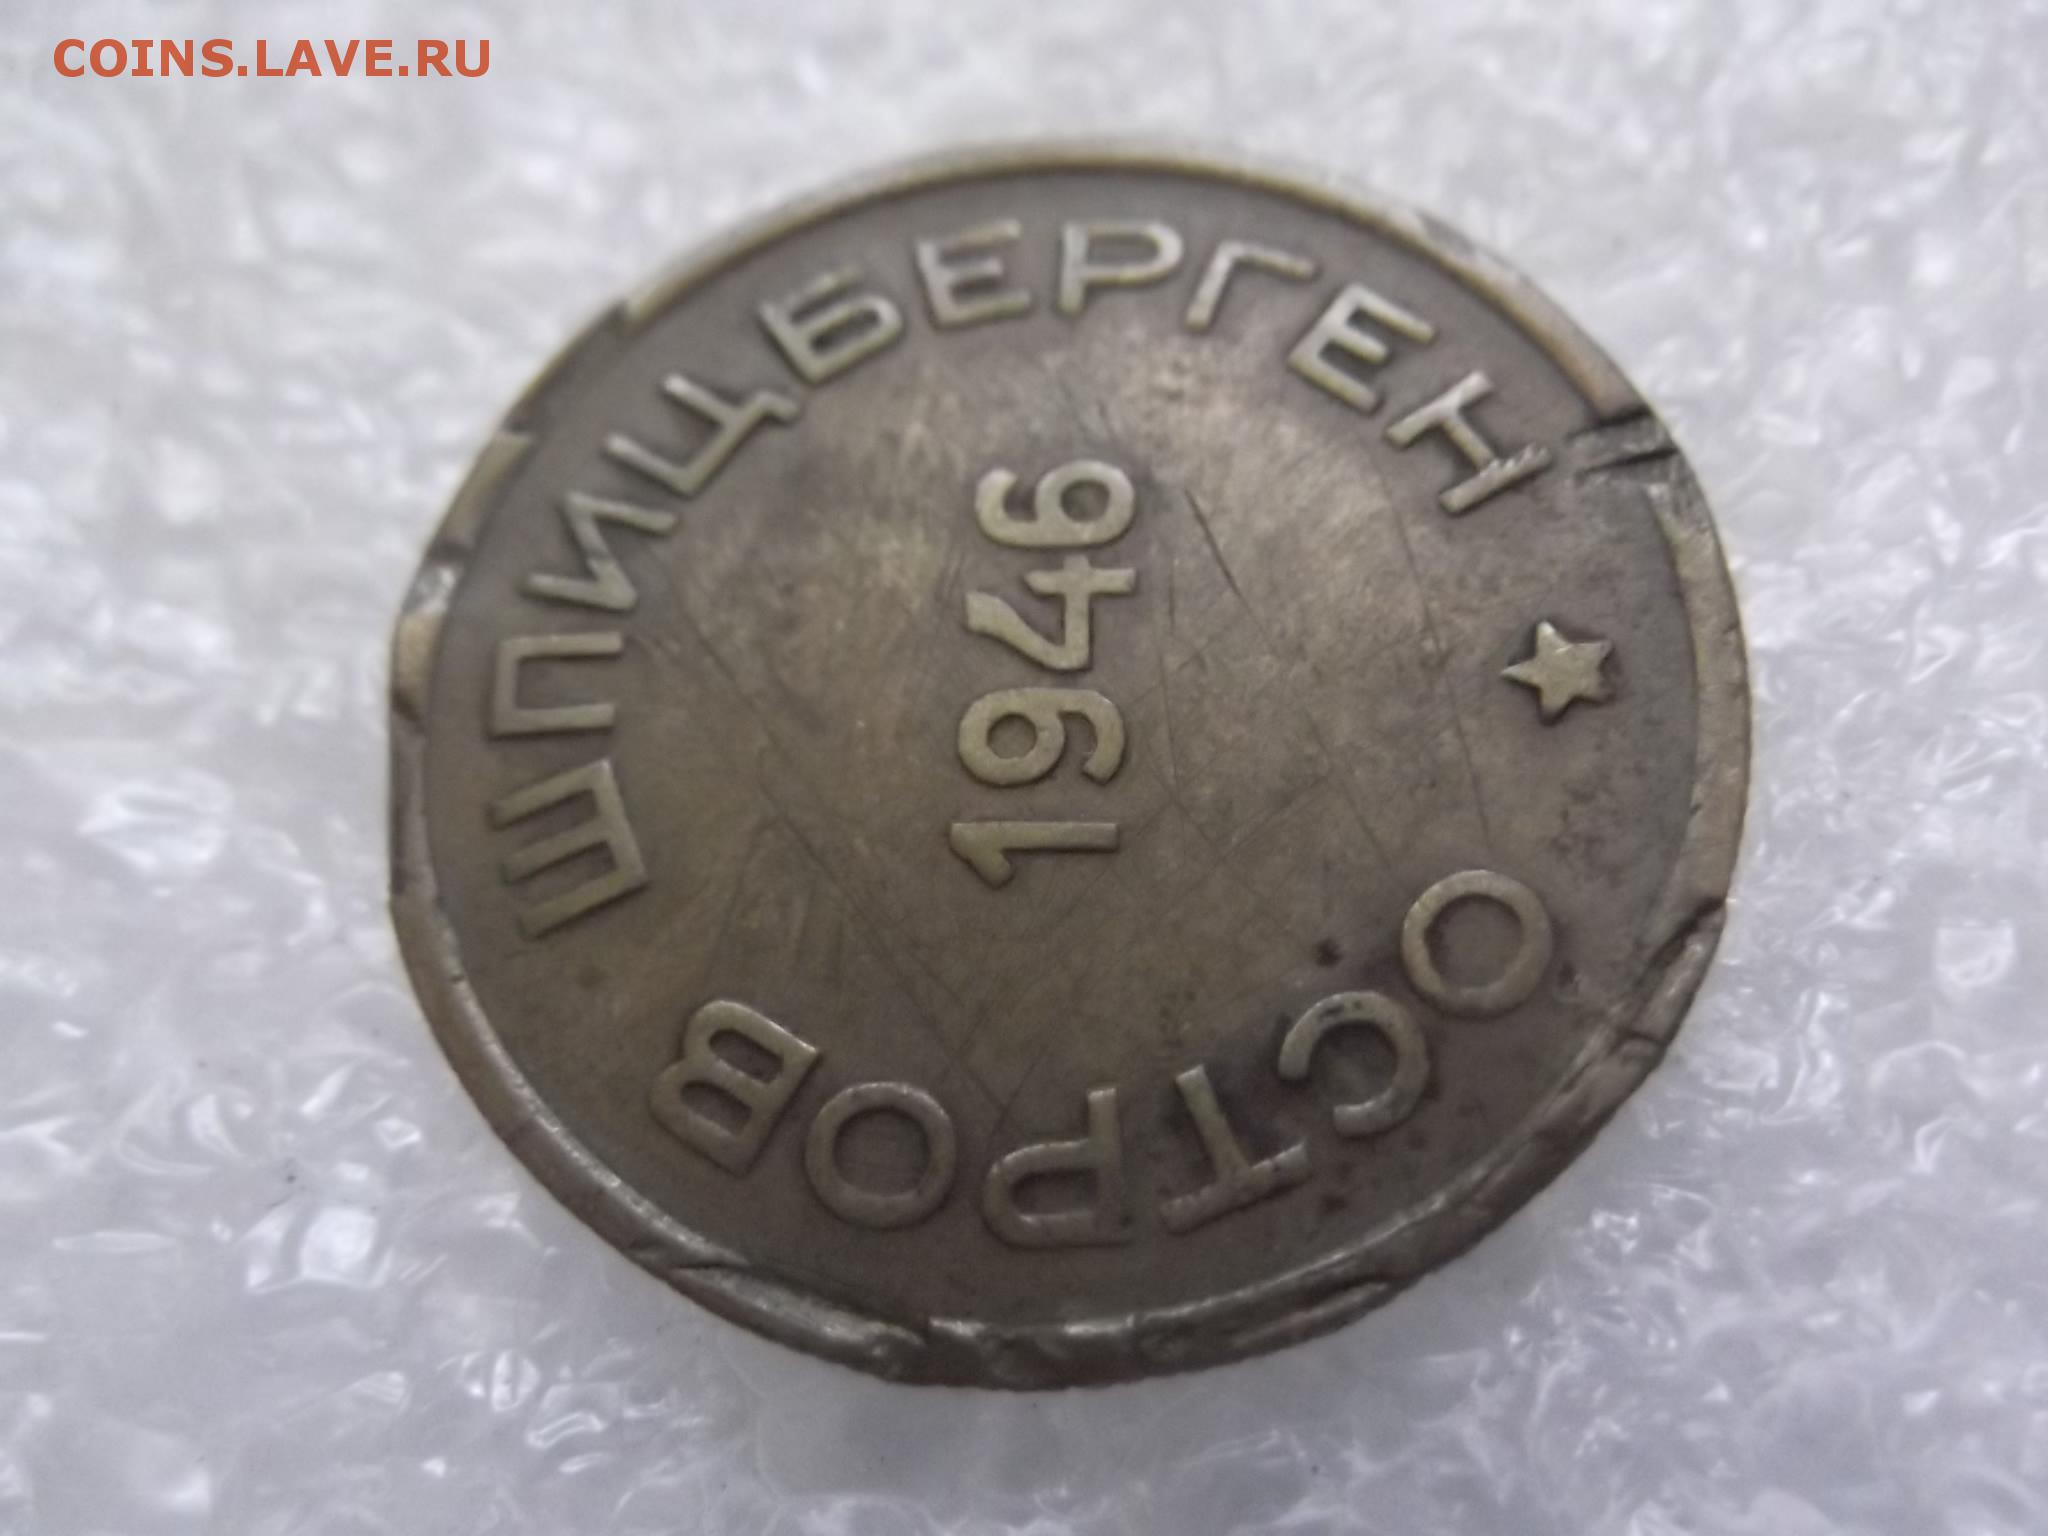 COINS.LAVE.RU
ОСТРОВ ШПИЦБЕРГЕН
1946